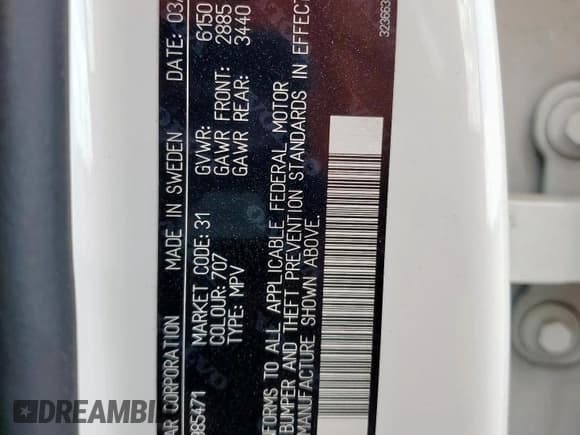 AR CORPORATION MADE IN SWEDEN DATE: 03
985471 MARKET CODE: 31 GVWR: 6150
COLOUR: 707 GAWR FRONT: 2885
TYPE: MPV GAWR REAR: 3440
NFORMS TO ALL APPLICABLE FEDERAL MOTOR
BUMPER AND THEFT PREVENTION STANDARDS IN EFFECT
MANUFACTURE SHOWN ABOVE.
323663
DREAMBI